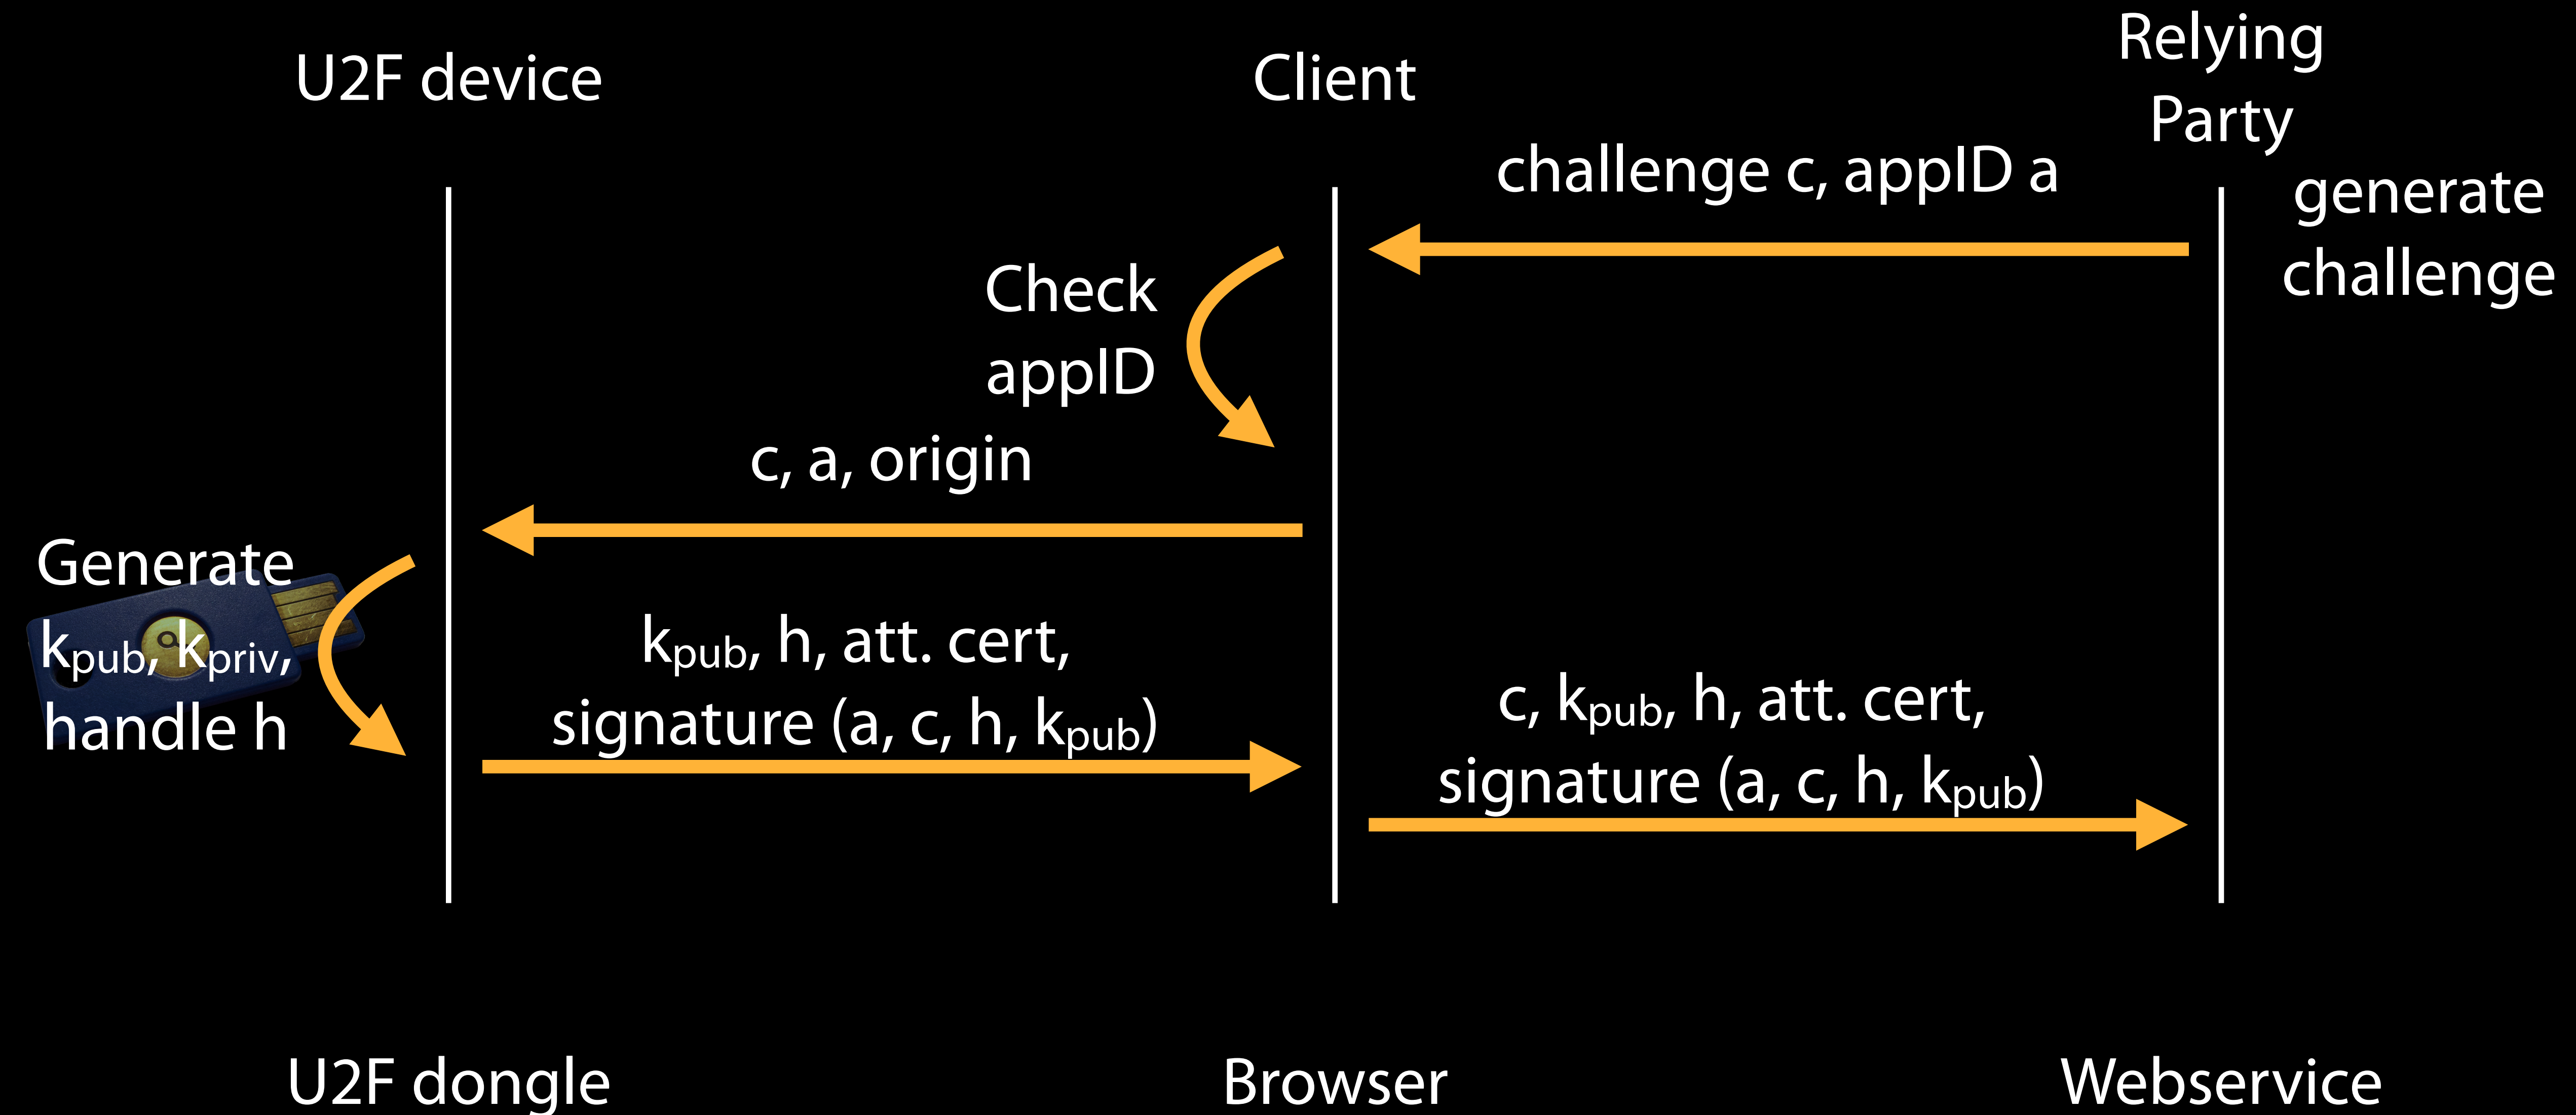 U2F device
Client
Relying
Party
challenge c, appID a
generate
challenge
Check
appID
c, a, origin
Generate
kpub, kpriv,
handle h
kpub, h, att. cert,
signature (a, c, h, kpub)
c, kpub, h, att. cert,
signature (a, c, h, kpub)
U2F dongle
Browser
Webservice